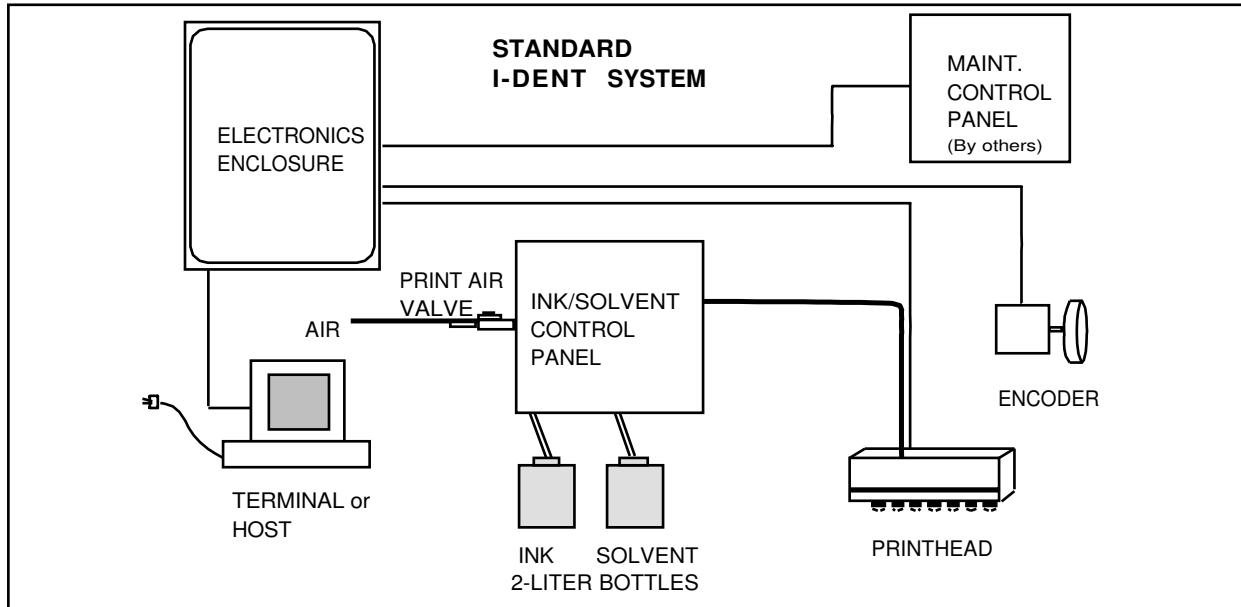 STANDARD
I-DENT SYSTEM
ELECTRONICS
ENCLOSURE
MAINT.
CONTROL
PANEL
(By others)
PRINT AIR
VALVE
AIR
INK/SOLVENT
CONTROL
PANEL
ENCODER
TERMINAL or
HOST
INK SOLVENT
2-LITER BOTTLES
PRINTHEAD